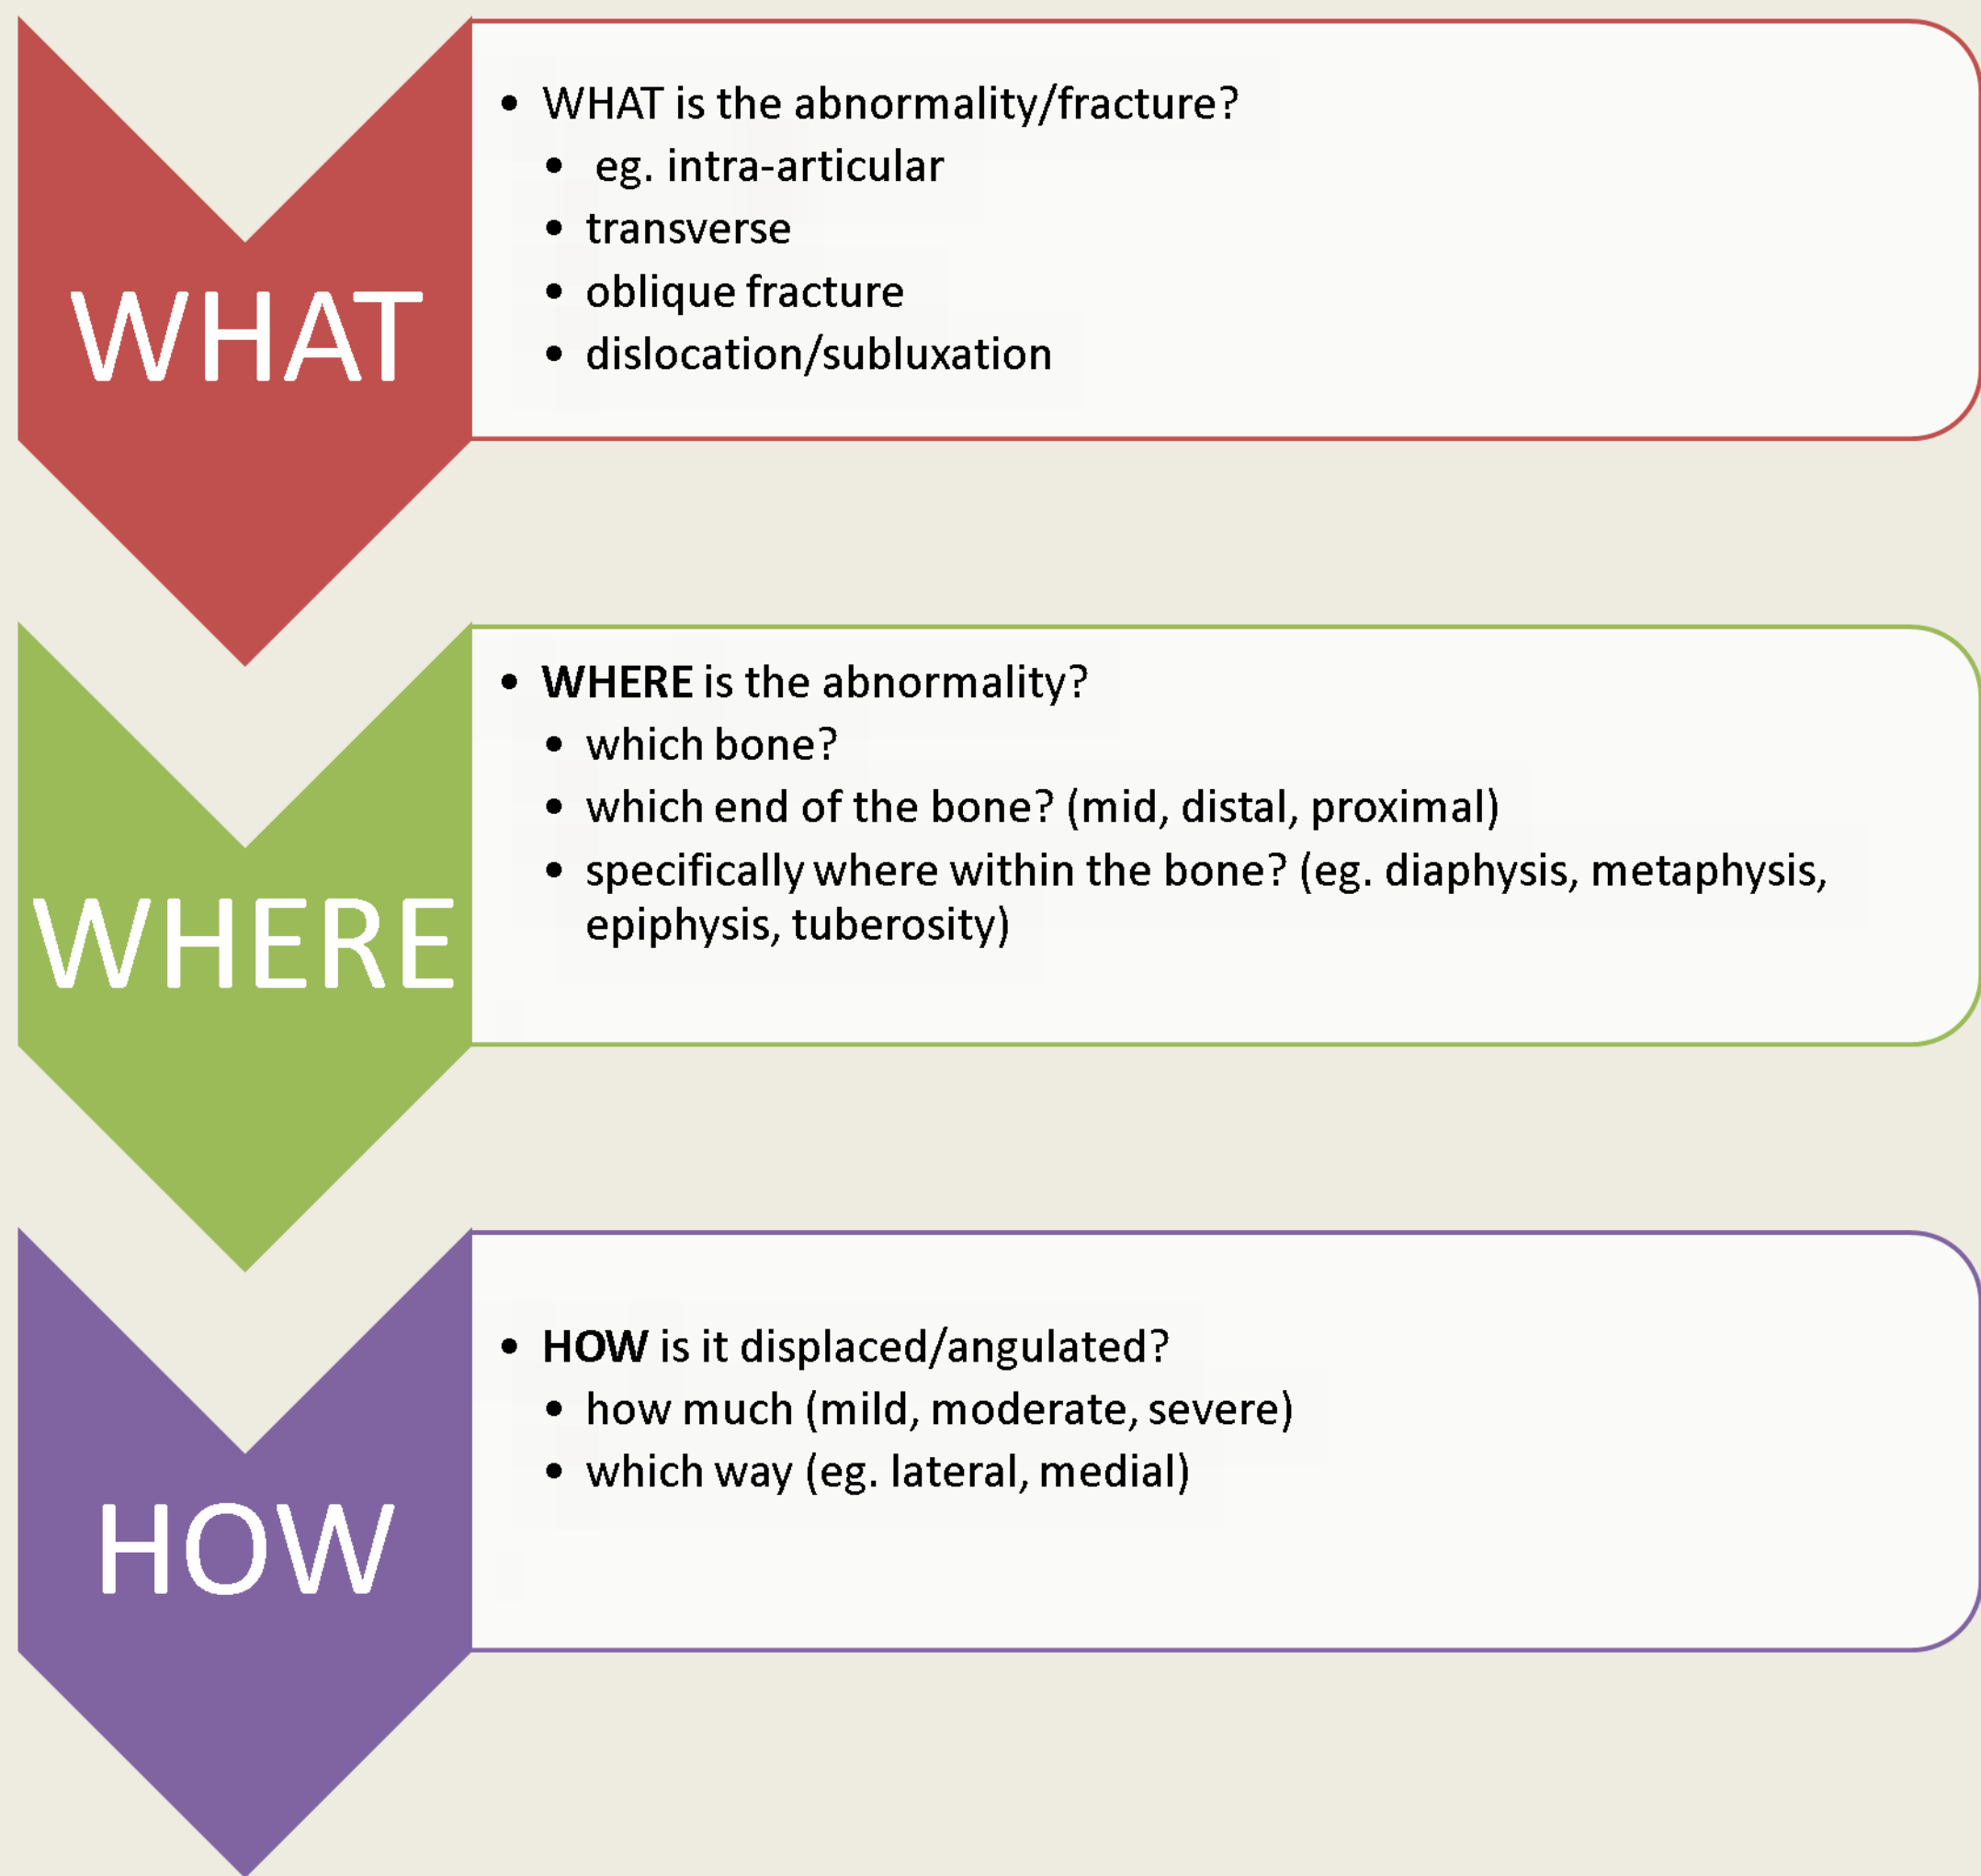 WHAT
• WHAT is the abnormality/fracture?
• eg. intra-articular
• transverse
• oblique fracture
• dislocation/subluxation
WHERE
• WHERE is the abnormality?
• which bone?
• which end of the bone? (mid, distal, proximal)
• specifically where within the bone? (eg. diaphysis, metaphysis,
epiphysis, tuberosity)
HOW
• HOW is it displaced/angulated?
• how much (mild, moderate, severe)
• which way (eg. lateral, medial)